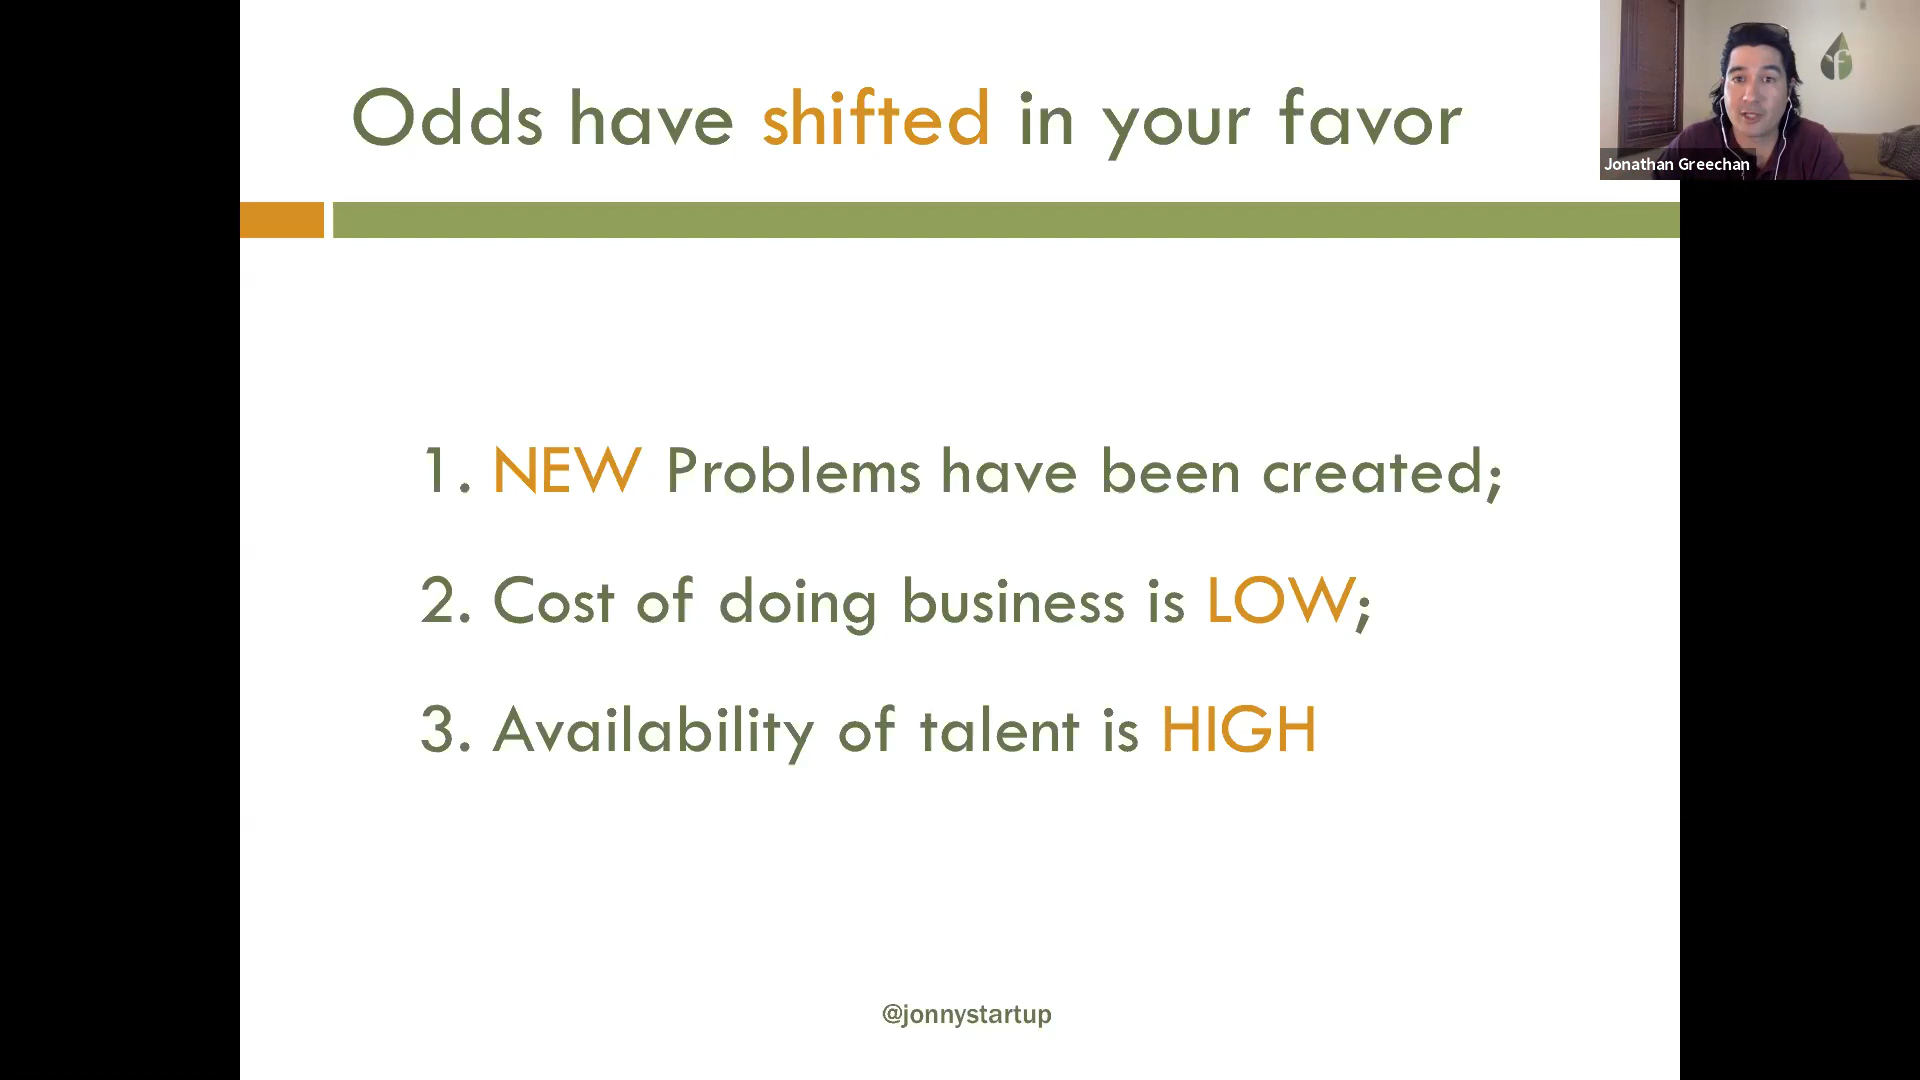 Odds have shifted in your favor
Jonathan Greechan
1. NEW Problems have been created;
2. Cost of doing business is LOW;
3. Availability of talent is HIGH
@jonnystartup